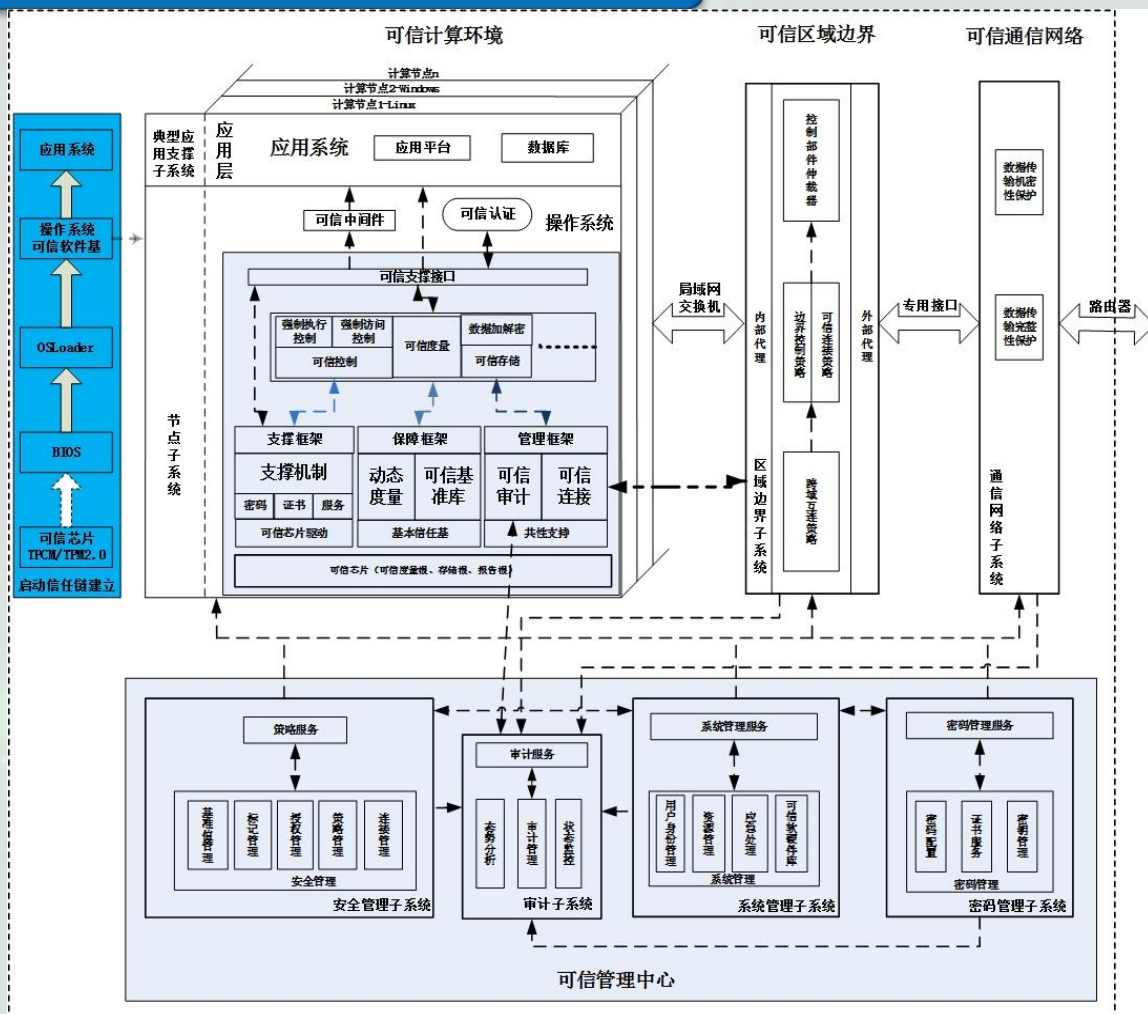 可信计算环境
可信区域边界
可信通信网络
计算节点n
计算节点2-Windows
计算节点1-Linux
应用系统
操作系统
可信软件基
OSLoader
BIOS
可信芯片
TPCM/TPM2.0
启动信任链建立
典型应
用支撑
子系统
应用层
应用系统
应用平台
数据库
节点子系统
可信中间件
可信认证
操作系统
可信支撑接口
强制执行
控制
强制访问
控制
可信控制
可信度量
数据加解密
可信存储
支撑框架
支撑机制
密码
证书
服务
可信芯片驱动
保障框架
动态
度量
可信基
准库
基本信任基
管理框架
可信
审计
可信
连接
共性支持
可信芯片（可信度量根、存储根、报告根）
局域网
交换机
内部代理
控制部件仲裁器
边界控制策略
可信连接策略
跨域互连策略
外部代理
区域边界子系统
专用接口
数据传
输机密
性保护
数据传
输完整
性保护
通信网络子系统
路由器
策略服务
基准值管理
标记管理
授权管理
策略管理
连接管理
安全管理
安全管理子系统
审计服务
态势分析
审计管理
状态监控
审计子系统
系统管理服务
用户身份管理
资源管理
应急处理
可信软硬件库
系统管理
系统管理子系统
密码管理服务
密码配置
证书服务
密钥管理
密码管理
密码管理子系统
可信管理中心